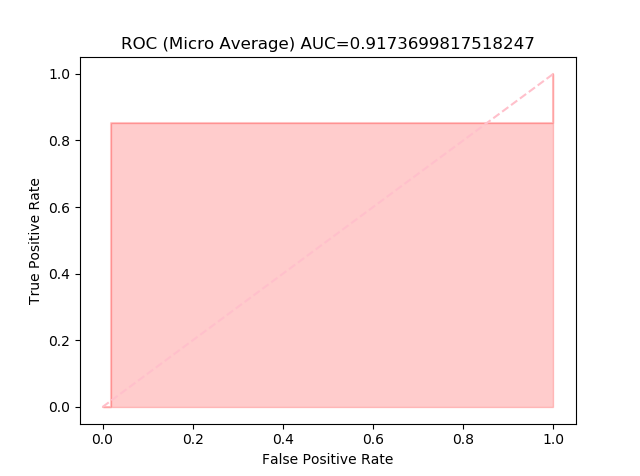 ROC (Micro Average) AUC=0.9173699817518247
1.0
0.8
0.6
0.4
0.2
0.0
True Positive Rate
0.0 0.2 0.4 0.6 0.8 1.0
False Positive Rate